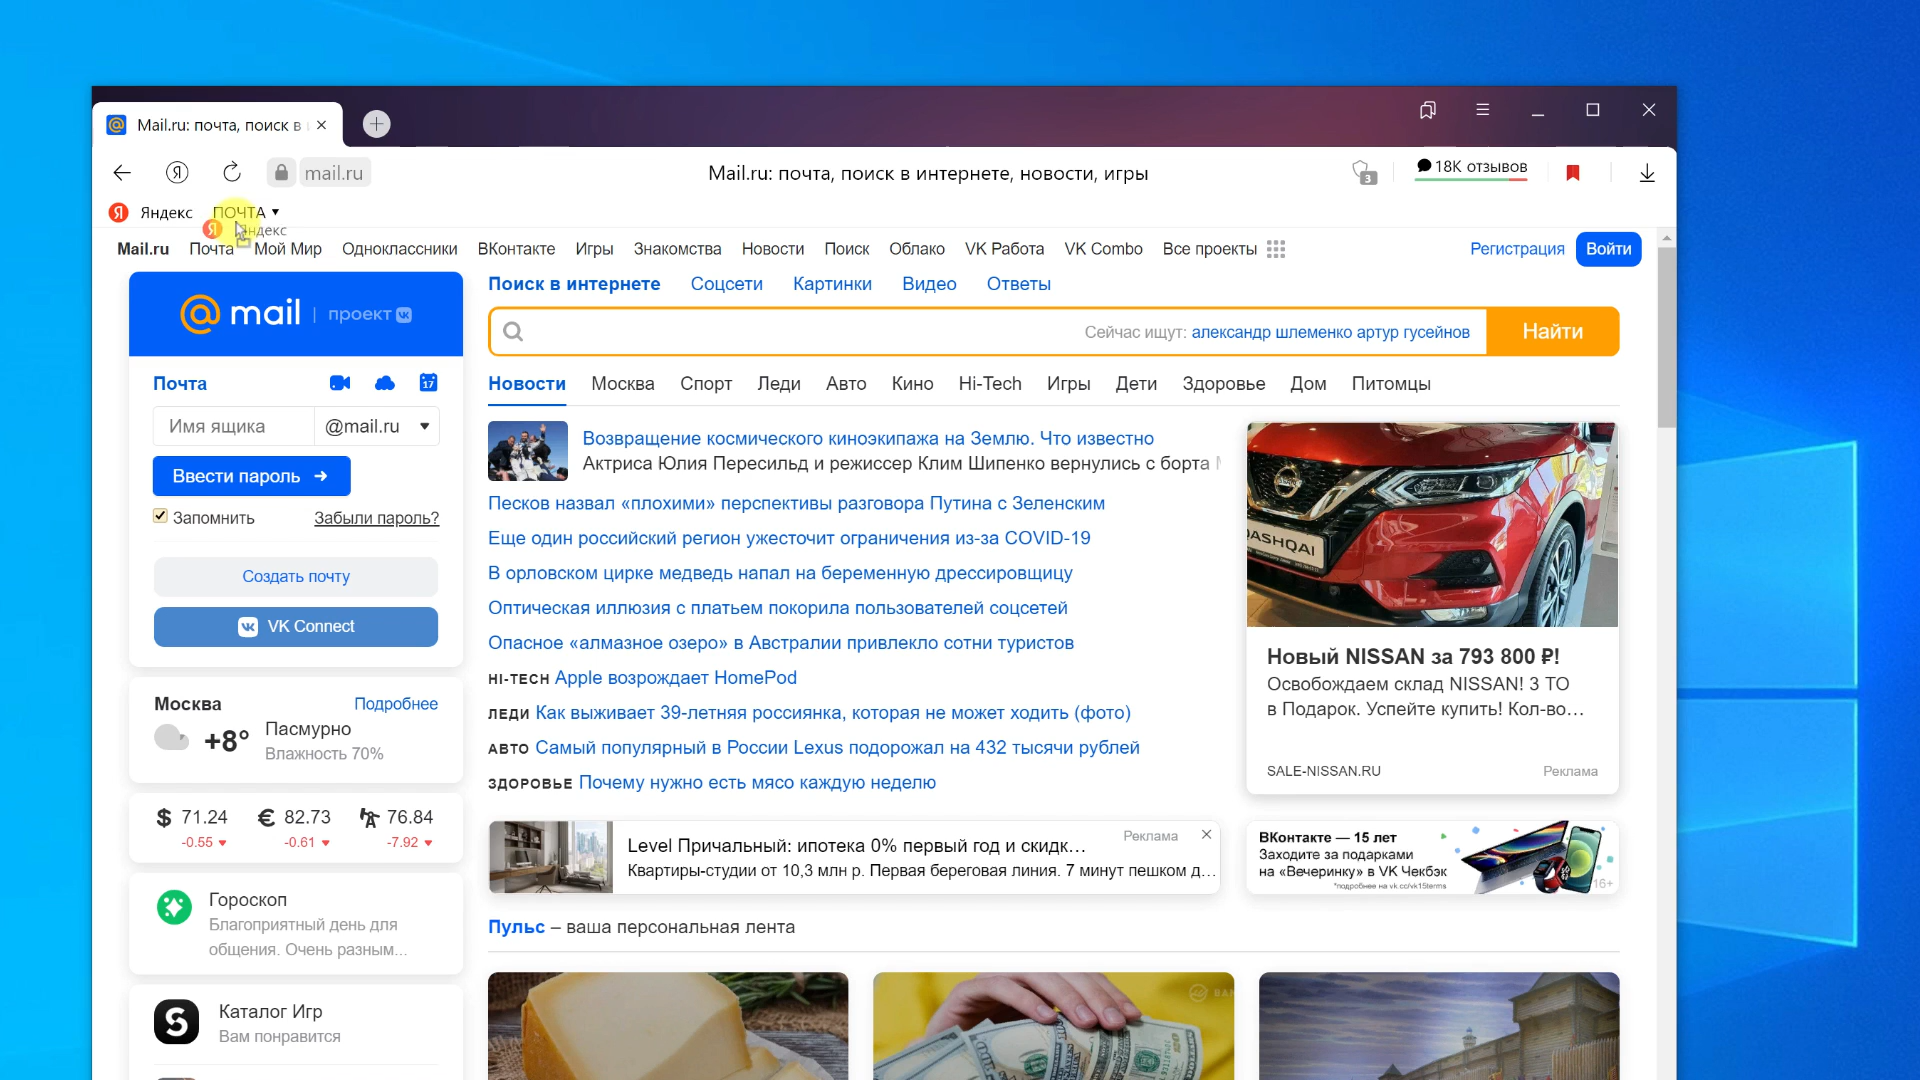 Mail.ru: почта, поиск в
mail.ru
Mail.ru: почта, поиск в интернете, новости, игры
3
18К отзывов
Яндекс
ПОЧТА
Яндекс
Mail.ru
Почта
Мой Мир
Одноклассники
ВКонтакте
Игры
Знакомства
Новости
Поиск
Облако
VK Работа
VK Combo
Все проекты
Регистрация
Войти
mail
проект
Поиск в интернете
Соцсети
Картинки
Видео
Ответы
Сейчас ищут: александр шлеменко артур гусейнов
Найти
Почта
17
Имя ящика
@mail.ru
Ввести пароль
Запомнить
Забыли пароль?
Создать почту
VK Connect
Новости
Москва
Спорт
Леди
Авто
Кино
Hi-Tech
Игры
Дети
Здоровье
Дом
Питомцы
Возвращение космического киноэкипажа на Землю. Что известно
Актриса Юлия Пересильд и режиссер Клим Шипенко вернулись с борта
Песков назвал «плохими» перспективы разговора Путина с Зеленским
Еще один российский регион ужесточит ограничения из-за COVID-19
В орловском цирке медведь напал на беременную дрессировщицу
Оптическая иллюзия с платьем покорила пользователей соцсетей
Опасное «алмазное озеро» в Австралии привлекло сотни туристов
HI-TECH Apple возрождает HomePod
ЛЕДИ Как выживает 39-летняя россиянка, которая не может ходить (фото)
АВТО Самый популярный в России Lexus подорожал на 432 тысячи рублей
ЗДОРОВЬЕ Почему нужно есть мясо каждую неделю
QASHQAI
Новый NISSAN за 793 800 ₽!
Освобождаем склад NISSAN! 3 ТО
в Подарок. Успейте купить! Кол-во...
SALE-NISSAN.RU
Реклама
Москва
Подробнее
+8°
Пасмурно
Влажность 70%
$ 71.24
€ 82.73
76.84
-0.55
-0.61
-7.92
Level Причальный: ипотека 0% первый год и скидк...
Реклама
Квартиры-студии от 10,3 млн р. Первая береговая линия. 7 минут пешком д...
ВКонтакте — 15 лет
Заходите за подарками
на «Вечеринку» в VK Чекбэк
*подробнее на vk.cc/vk15terms
16+
Гороскоп
Благоприятный день для
общения. Очень разным...
Пульс – ваша персональная лента
Каталог Игр
Вам понравится